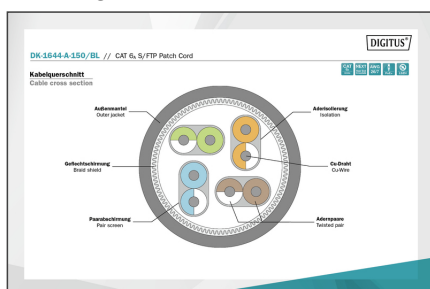 DIGITUS®
DK-1644-A-150/BL // CAT 6A S/FTP Patch Cord
Kabelquerschnitt
Cable cross section
Außenmantel
Outer jacket
Aderisolierung
Isolation
Geflechtschirmung
Braid shield
Cu-Draht
Cu-Wire
Paarabschirmung
Pair screen
Adernpaare
Twisted pair